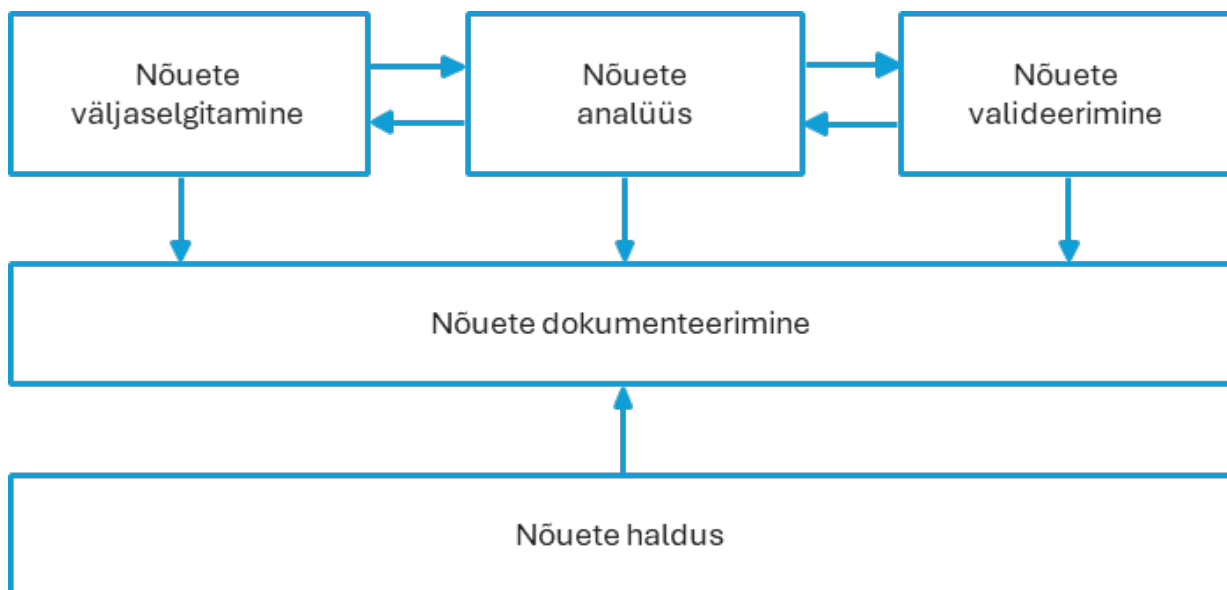 Nõuete
väljaselgitamine
Nõuete
analüüs
Nõuete
valideerimine
Nõuete dokumenteerimine
Nõuete haldus